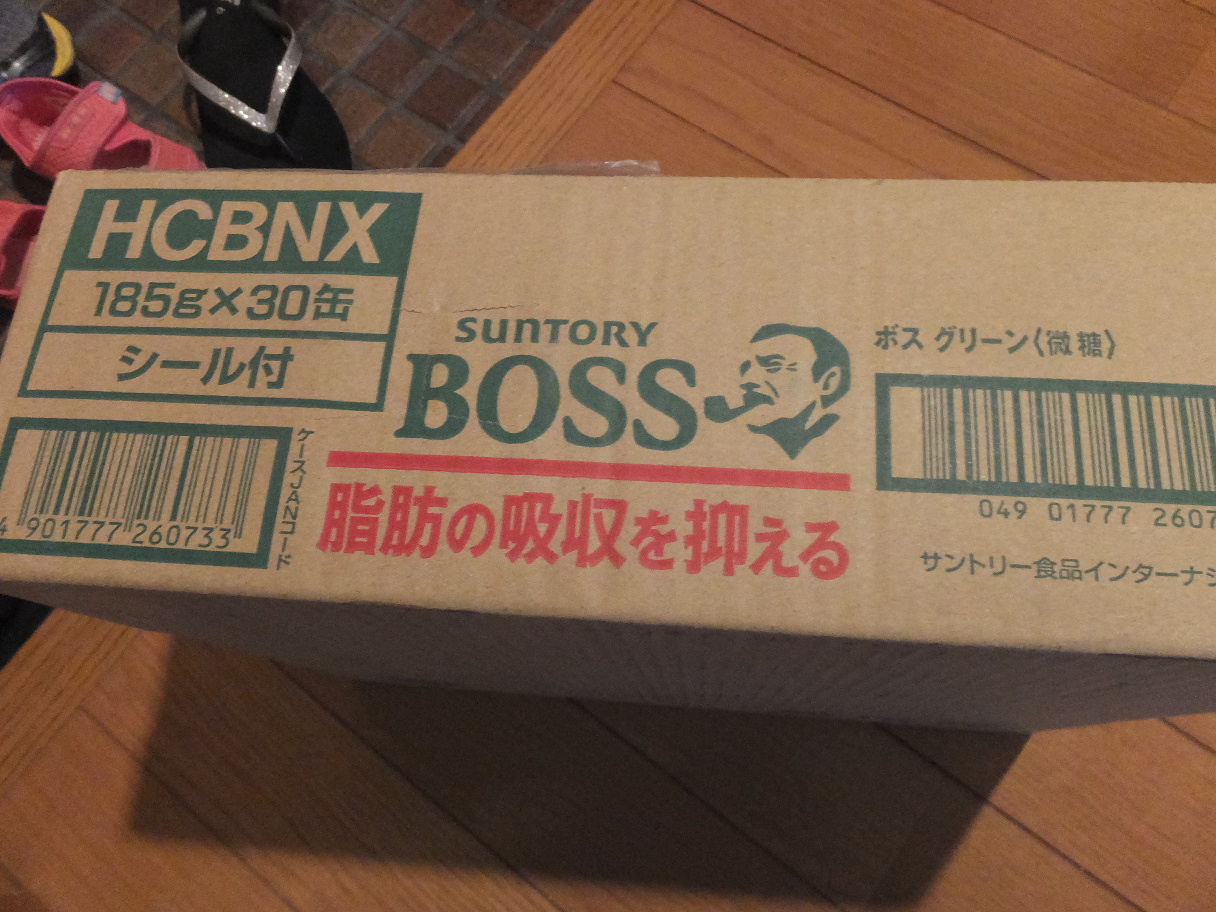 HCBNX
185g×30缶
シール付
4 901777 260733
ケースJANコード
SUNTORY
BOSS
脂肪の吸収を抑える
ボス グリーン〈微糖〉
049 01777 2607
サントリー食品インターナシ